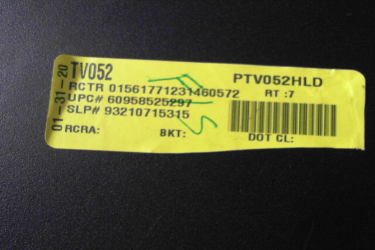 01-31-20
TV052 PTV052HLD
RCTR 01561771231460572 RT :7
UPC# 60958525297
SLP# 93210715315
RCRA: BKT: DOT CL: